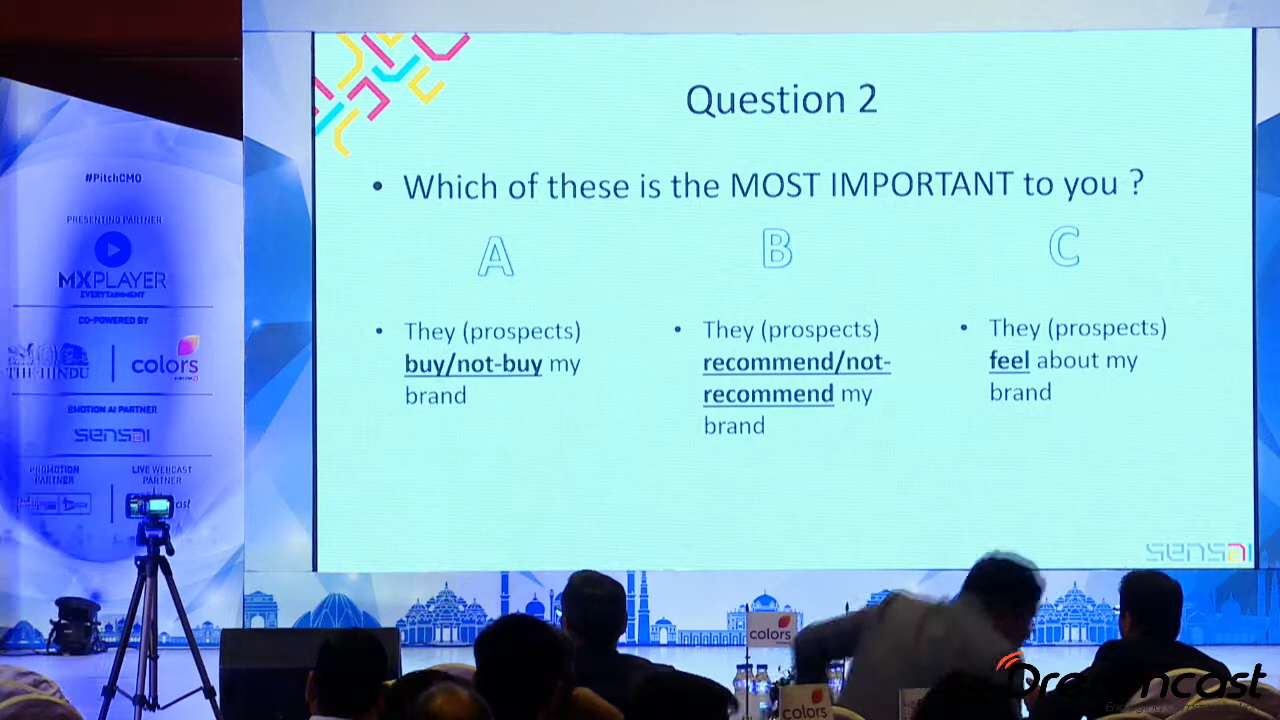 #PitchCMO
PRESENTING PARTNER
MXPLAYER
EVERYTAINMENT
CO-POWERED BY
THE HINDU
colors
EMOTION AI PARTNER
sensai
PROMOTION PARTNER
LIVE WEBCAST PARTNER
Question 2
• Which of these is the MOST IMPORTANT to you ?
A
• They (prospects)
buy/not-buy my
brand
B
• They (prospects)
recommend/not-
recommend my
brand
C
• They (prospects)
feel about my
brand
sensai
colors
colors
Dreamcast